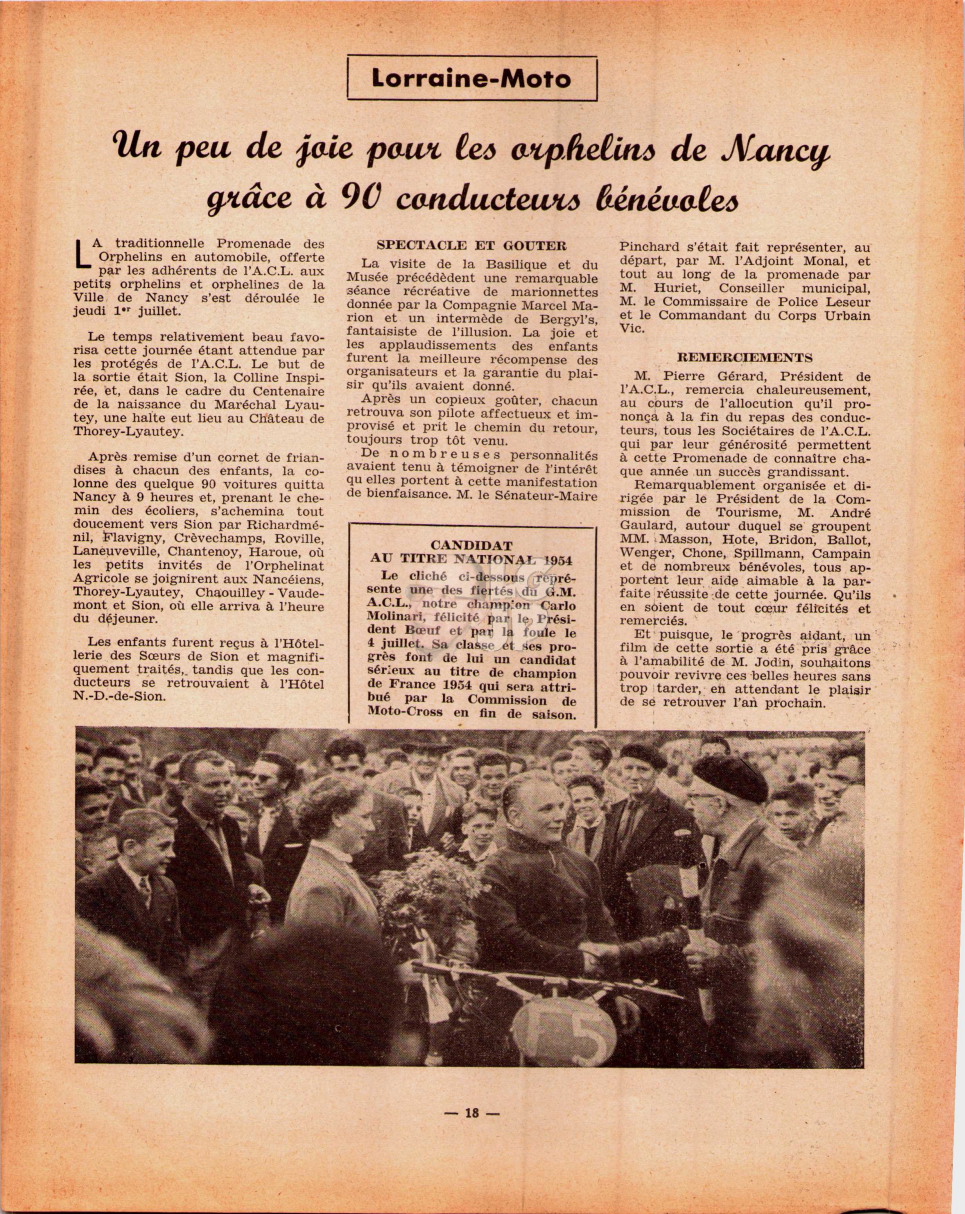 Lorraine-Moto
Un peu de joie pour les orphelins de Nancy
grâce à 90 conducteurs bénévoles
LA traditionnelle Promenade des
Orphelins en automobile, offerte
par les adhérents de l'A.C.L. aux
petits orphelins et orphelines de la
Ville de Nancy s'est déroulée le
jeudi 1er juillet.
Le temps relativement beau favo-
risa cette journée étant attendue par
les protégés de l'A.C.L. Le but de
la sortie était Sion, la Colline Inspi-
rée, et, dans le cadre du Centenaire
de la naissance du Maréchal Lyau-
tey, une halte eut lieu au Château de
Thorey-Lyautey.
Après remise d'un cornet de frian-
dises à chacun des enfants, la co-
lonne des quelque 90 voitures quitta
Nancy à 9 heures et, prenant le che-
min des écoliers, s'achemina tout
doucement vers Sion par Richardmé-
nil, Flavigny, Crèvechamps, Roville,
Laneuveville, Chantenoy, Haroue, où
les petits invités de l'Orphelinat
Agricole se joignirent aux Nancéiens,
Thorey-Lyautey, Chaouilley - Vaude-
mont et Sion, où elle arriva à l'heure
du déjeuner.
Les enfants furent reçus à l'Hôtel-
lerie des Sœurs de Sion et magnifi-
quement traités, tandis que les con-
ducteurs se retrouvaient à l'Hôtel
N.-D.-de-Sion.
SPECTACLE ET GOUTER
La visite de la Basilique et du
Musée précédèdent une remarquable
séance récréative de marionnettes
donnée par la Compagnie Marcel Ma-
rion et un intermède de Bergyl's,
fantaisiste de l'illusion. La joie et
les applaudissements des enfants
furent la meilleure récompense des
organisateurs et la garantie du plai-
sir qu'ils avaient donné.
Après un copieux goûter, chacun
retrouva son pilote affectueux et im-
provisé et prit le chemin du retour,
toujours trop tôt venu.
De nombreuses personnalités
avaient tenu à témoigner de l'intérêt
qu elles portent à cette manifestation
de bienfaisance. M. le Sénateur-Maire
CANDIDAT
AU TITRE NATIONAL 1954
Le cliché ci-dessous repré-
sente une des fiertés du G.M.
A.C.L., notre champion Carlo
Molinari, félicité par le Prési-
dent Bœuf et par la foule le
4 juillet. Sa classe et ses pro-
grès font de lui un candidat
sérieux au titre de champion
de France 1954 qui sera attri-
bué par la Commission de
Moto-Cross en fin de saison.
Pinchard s'était fait représenter, au
départ, par M. l'Adjoint Monal, et
tout au long de la promenade par
M. Huriet, Conseiller municipal,
M. le Commissaire de Police Leseur
et le Commandant du Corps Urbain
Vic.
REMERCIEMENTS
M. Pierre Gérard, Président de
l'A.C.L., remercia chaleureusement,
au cours de l'allocution qu'il pro-
nonça à la fin du repas des conduc-
teurs, tous les Sociétaires de l'A.C.L.
qui par leur générosité permettent
à cette Promenade de connaître cha-
que année un succès grandissant.
Remarquablement organisée et di-
rigée par le Président de la Com-
mission de Tourisme, M. André
Gaulard, autour duquel se groupent
MM. Masson, Hote, Bridon, Ballot,
Wenger, Chone, Spillmann, Campain
et de nombreux bénévoles, tous ap-
portent leur aide aimable à la par-
faite réussite de cette journée. Qu'ils
en soient de tout cœur félicités et
remerciés.
Et puisque, le progrès aidant, un
film de cette sortie a été pris grâce
à l'amabilité de M. Jodin, souhaitons
pouvoir revivre ces belles heures sans
trop tarder, en attendant le plaisir
de se retrouver l'an prochain.
F5
— 18 —